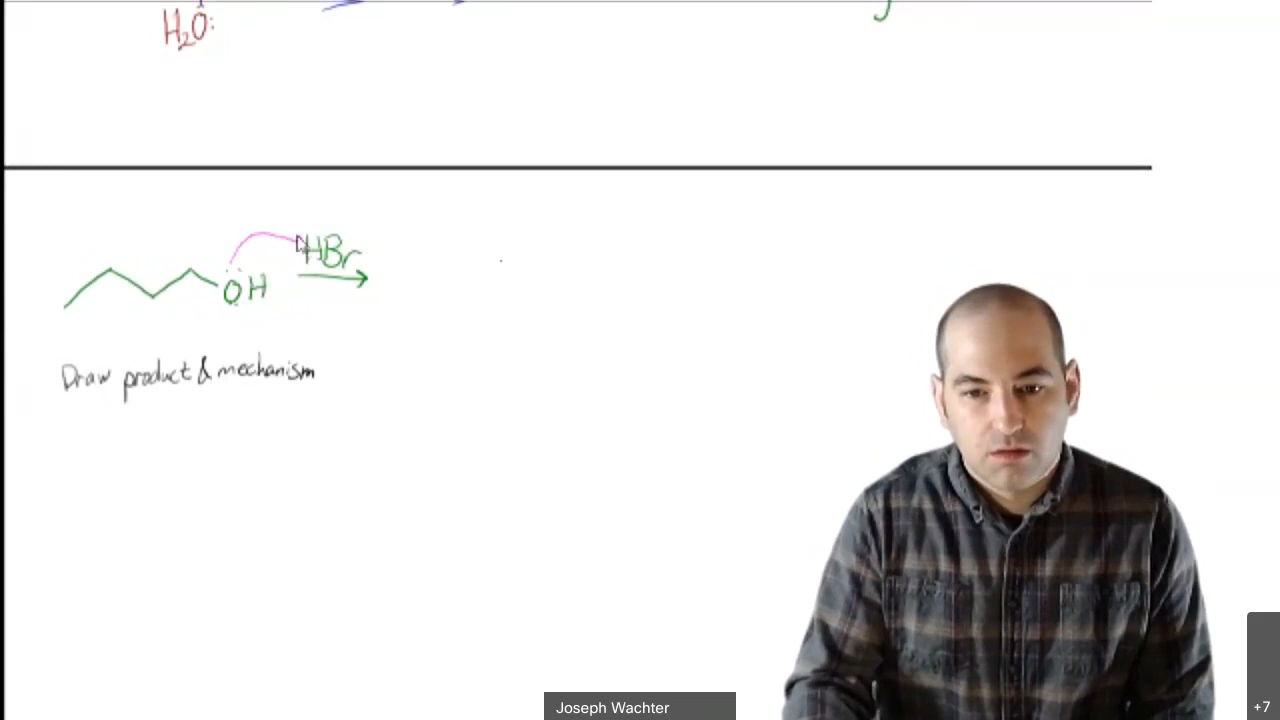 H₂O:
HBr
OH
Draw product & mechanism
Joseph Wachter
+7